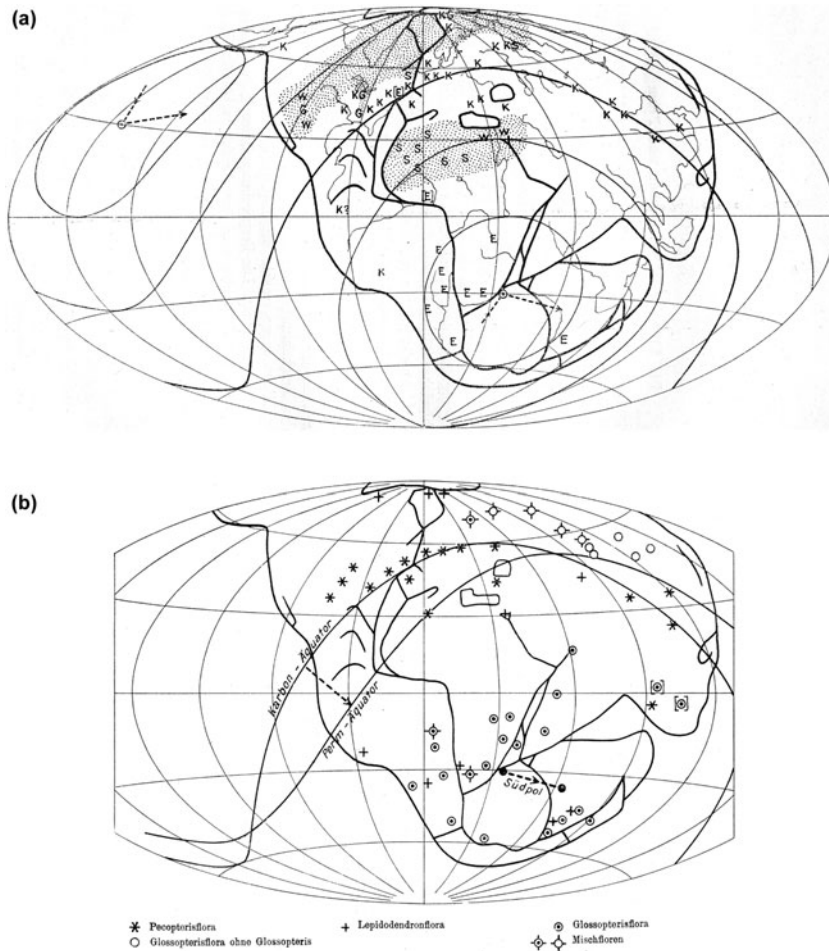 (a)
K G
K
K K K S
K K K
S K K K K
K
W K G K E
G K G K K K K K K K
W K K
S W W K K
S S
S S S S
E
K?
E
K E
E E E
E
E E
(b)
Karbon-Äquator
Perm-Äquator
Südpol
Pecopterisflora Lepidodendronflora Glossopterisflora
Glossopterisflora ohne Glossopteris Mischfloren